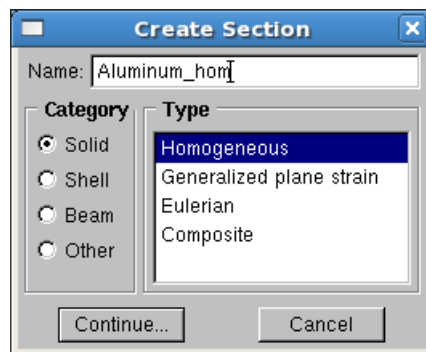 Create Section
Name: Aluminum_hom
Category
Type
Solid
Shell
Beam
Other
Homogeneous
Generalized plane strain
Eulerian
Composite
Continue...
Cancel